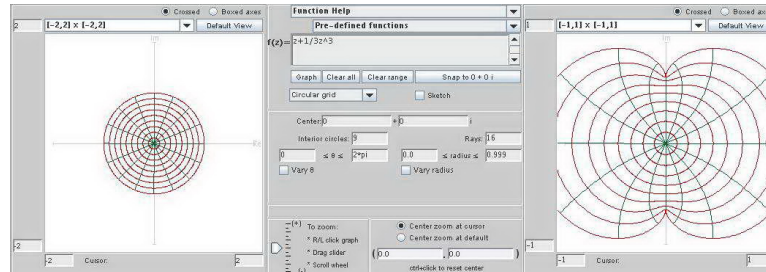 Crossed Boxed axes
2 [-2,2] x [-2,2] Default View
Im
Re
-2
-2 Cursor: 2
Function Help
Pre-defined functions
f(z)= z+1/3z^3
Graph Clear all Clear range Snap to 0 + 0 i
Circular grid Sketch
Center: 0 + 0 i
Interior circles: 9 Rays: 16
0 ≤ θ ≤ 2*pi 0.0 ≤ radius ≤ 0.999
Vary θ Vary radius
(+) To zoom:
* R/L click graph
* Drag slider
* Scroll wheel
(-)
Center zoom at cursor
Center zoom at default
( 0.0 , 0.0 )
ctrl+click to reset center
Crossed Boxed ax
1 [-1,1] x [-1,1] Default View
Im
-1
-1 Cursor: 1